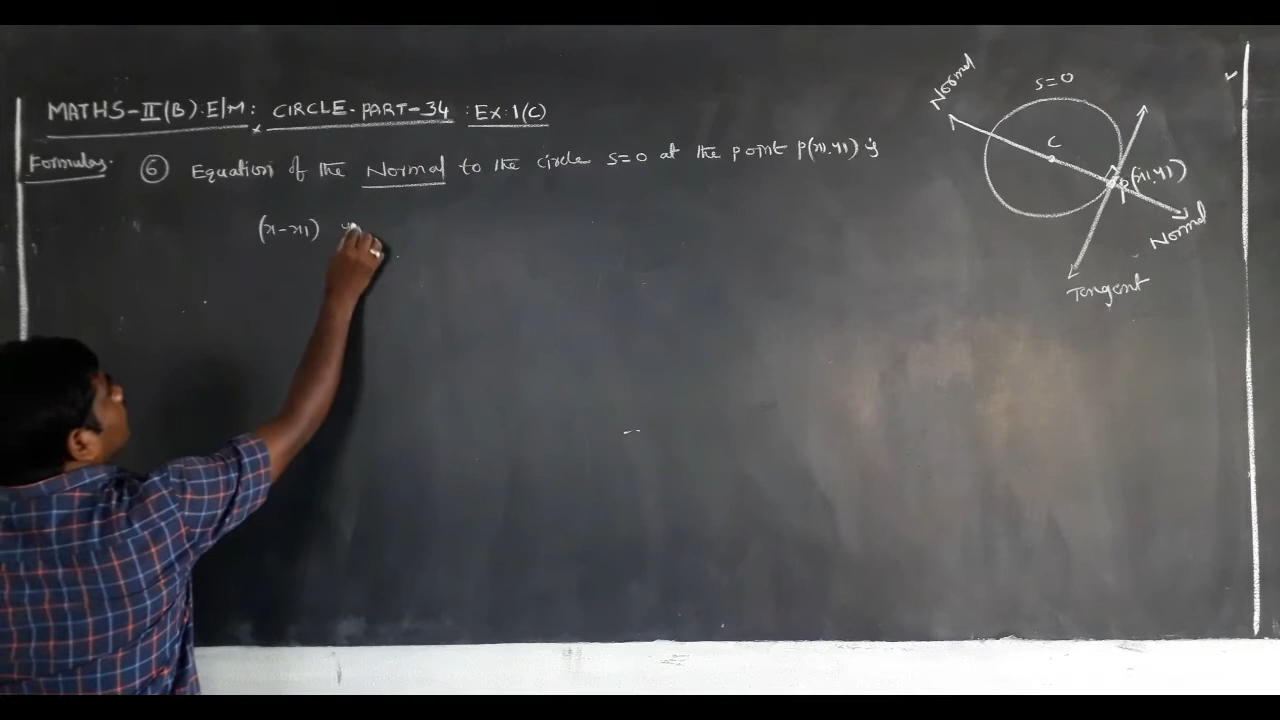 MATHS-II(B).E/M: CIRCLE-PART-34 : EX:1(C)
Formulas. ⑥ Equation of the Normal to the circle S=0 at the point P(x1,y1) is
(x-x1)
S=0
Normal
C
P(x1,y1)
Normal
Tangent